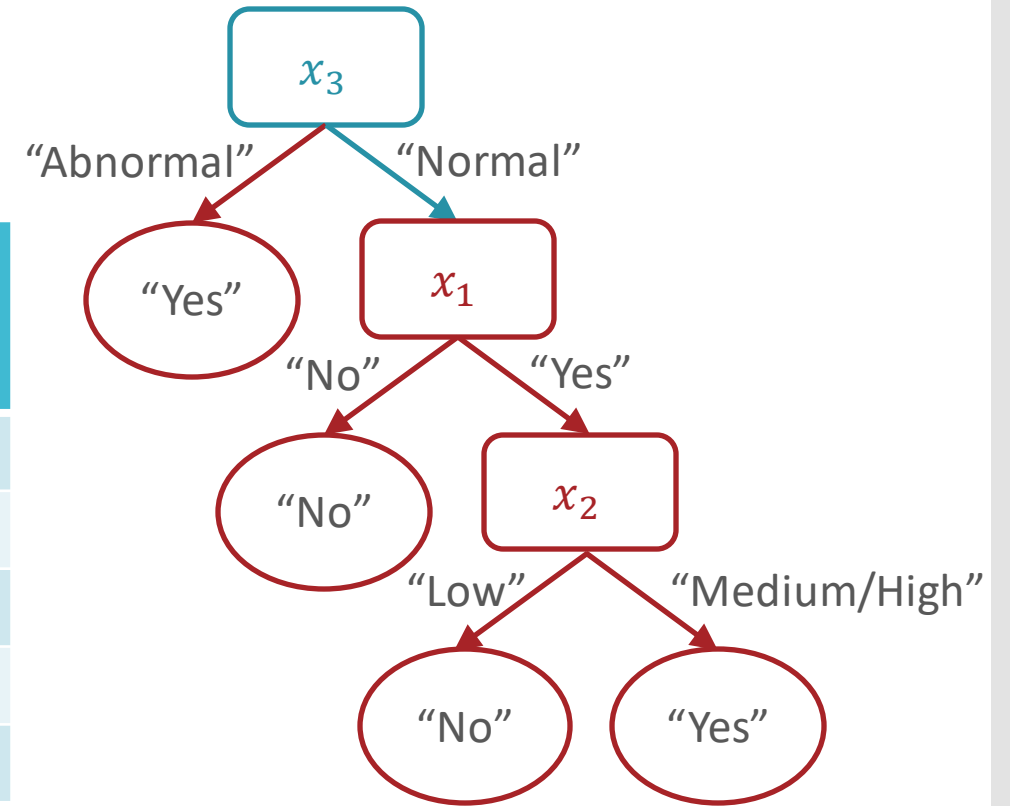 x₃
“Abnormal” “Normal”
“Yes” x₁
“No” “Yes”
“No” x₂
“Low” “Medium/High”
“No” “Yes”